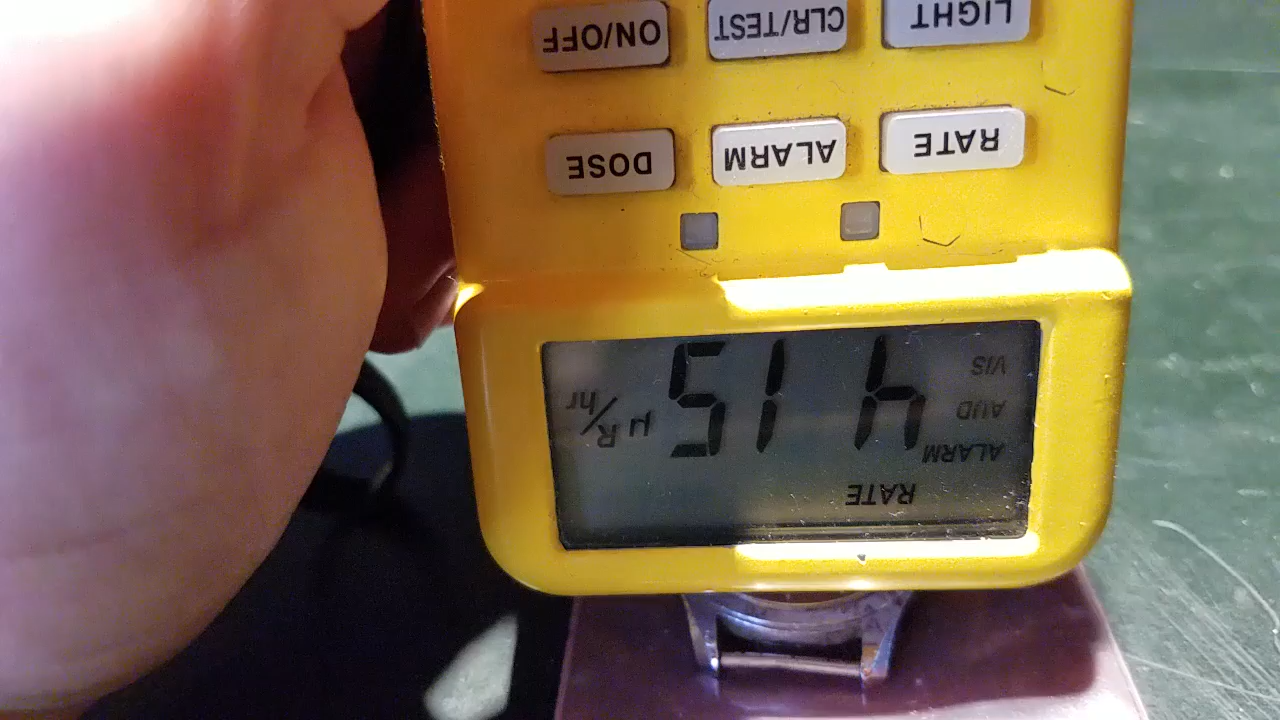 RATE
ALARM
AUD
VIS
415 µR/hr
RATE ALARM DOSE
LIGHT CLR/TEST ON/OFF